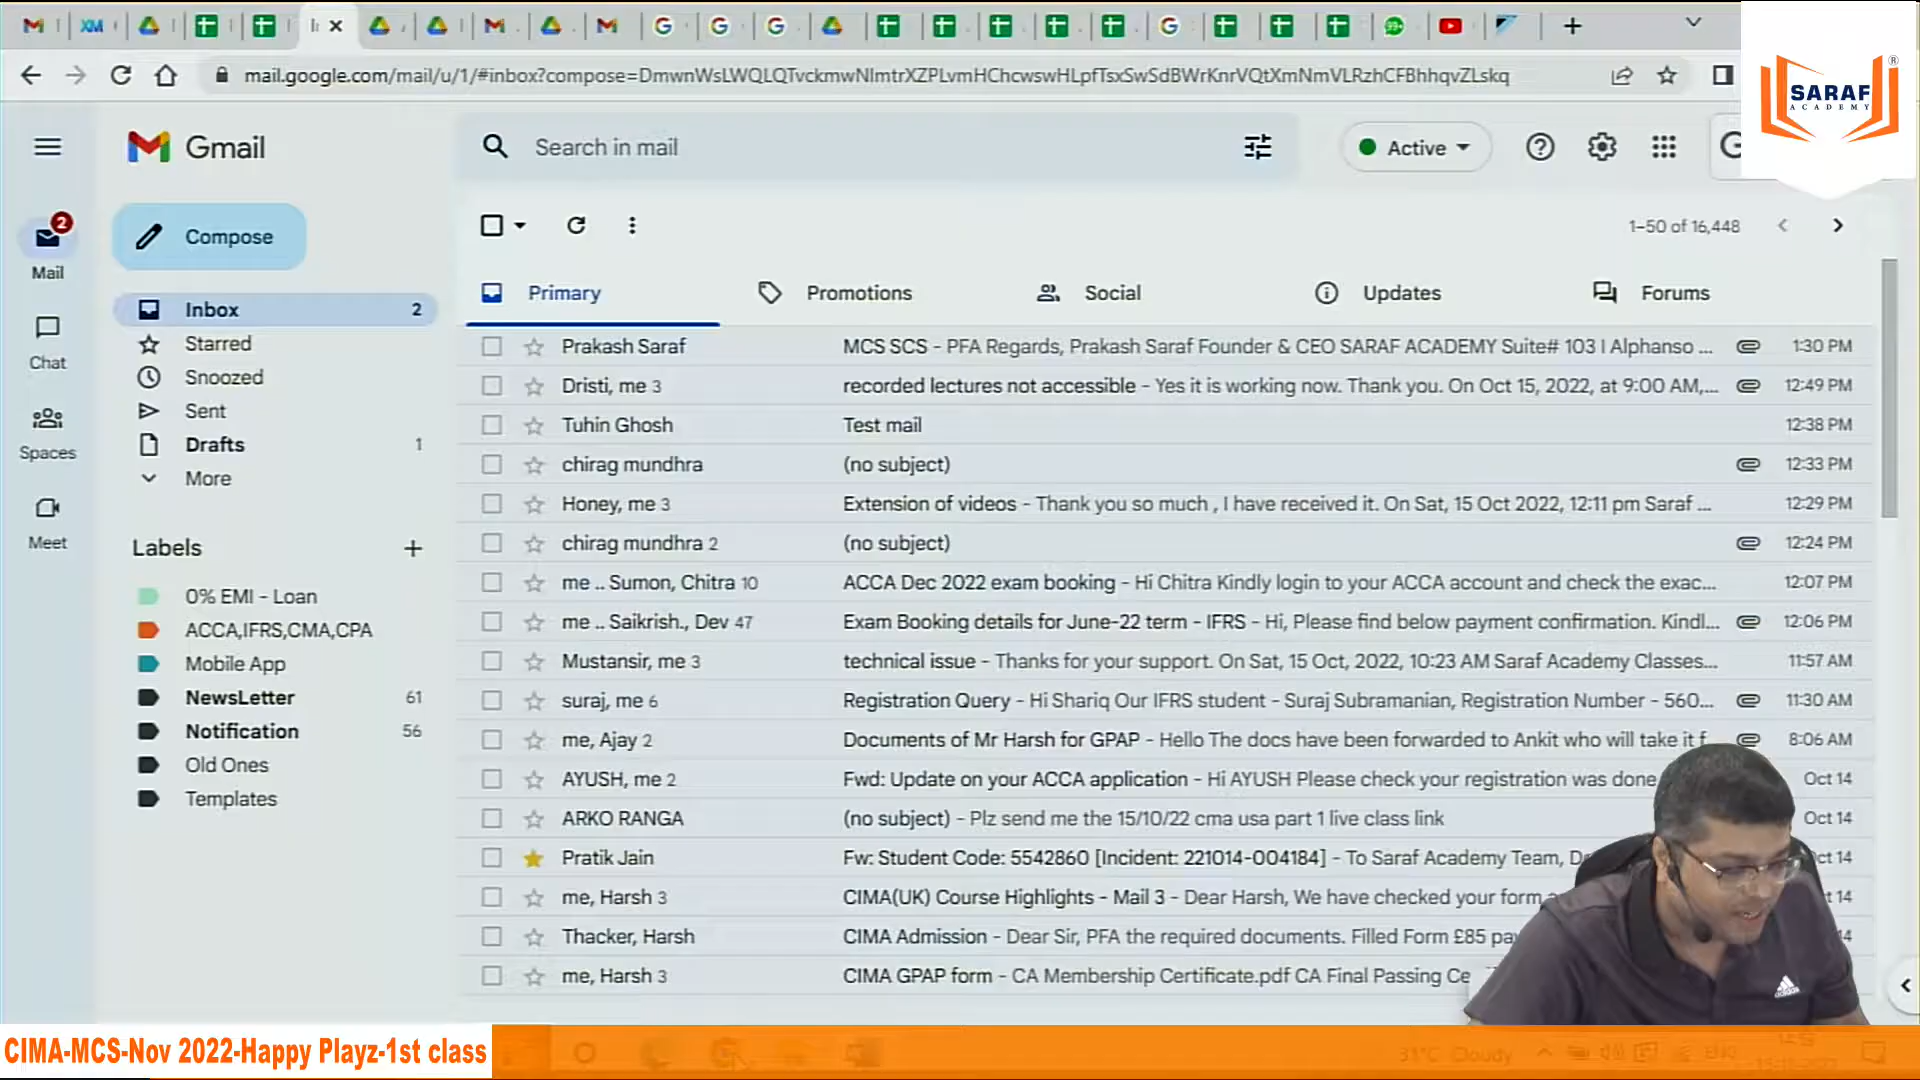 mail.google.com/mail/u/1/#inbox?compose=DmwnWsLWQLQTvckmwNlmtrXZPLvmHChcwswHLpfTsxSwSdBWrKnrVQtXmNmVLRzhCFBhhqvZLskq
SARAF
ACADEMY
Gmail
Search in mail
Active
Compose
1–50 of 16,448
2
Mail
Chat
Spaces
Meet
Inbox 2
Starred
Snoozed
Sent
Drafts 1
More
Labels
0% EMI - Loan
ACCA,IFRS,CMA,CPA
Mobile App
NewsLetter 61
Notification 56
Old Ones
Templates
Primary Promotions Social Updates Forums
Prakash Saraf MCS SCS - PFA Regards, Prakash Saraf Founder & CEO SARAF ACADEMY Suite# 103 I Alphanso ... 1:30 PM
Dristi, me 3 recorded lectures not accessible - Yes it is working now. Thank you. On Oct 15, 2022, at 9:00 AM,... 12:49 PM
Tuhin Ghosh Test mail 12:38 PM
chirag mundhra (no subject) 12:33 PM
Honey, me 3 Extension of videos - Thank you so much , I have received it. On Sat, 15 Oct 2022, 12:11 pm Saraf ... 12:29 PM
chirag mundhra 2 (no subject) 12:24 PM
me .. Sumon, Chitra 10 ACCA Dec 2022 exam booking - Hi Chitra Kindly login to your ACCA account and check the exac... 12:07 PM
me .. Saikrish., Dev 47 Exam Booking details for June-22 term - IFRS - Hi, Please find below payment confirmation. Kindl... 12:06 PM
Mustansir, me 3 technical issue - Thanks for your support. On Sat, 15 Oct, 2022, 10:23 AM Saraf Academy Classes... 11:57 AM
suraj, me 6 Registration Query - Hi Shariq Our IFRS student - Suraj Subramanian, Registration Number - 560... 11:30 AM
me, Ajay 2 Documents of Mr Harsh for GPAP - Hello The docs have been forwarded to Ankit who will take it f 8:06 AM
AYUSH, me 2 Fwd: Update on your ACCA application - Hi AYUSH Please check your registration was done Oct 14
ARKO RANGA (no subject) - Plz send me the 15/10/22 cma usa part 1 live class link Oct 14
Pratik Jain Fw: Student Code: 5542860 [Incident: 221014-004184] - To Saraf Academy Team, ct 14
me, Harsh 3 CIMA(UK) Course Highlights - Mail 3 - Dear Harsh, We have checked your form t 14
Thacker, Harsh CIMA Admission - Dear Sir, PFA the required documents. Filled Form £85 14
me, Harsh 3 CIMA GPAP form - CA Membership Certificate.pdf CA Final Passing Ce
adidas
CIMA-MCS-Nov 2022-Happy Playz-1st class
31°C Cloudy